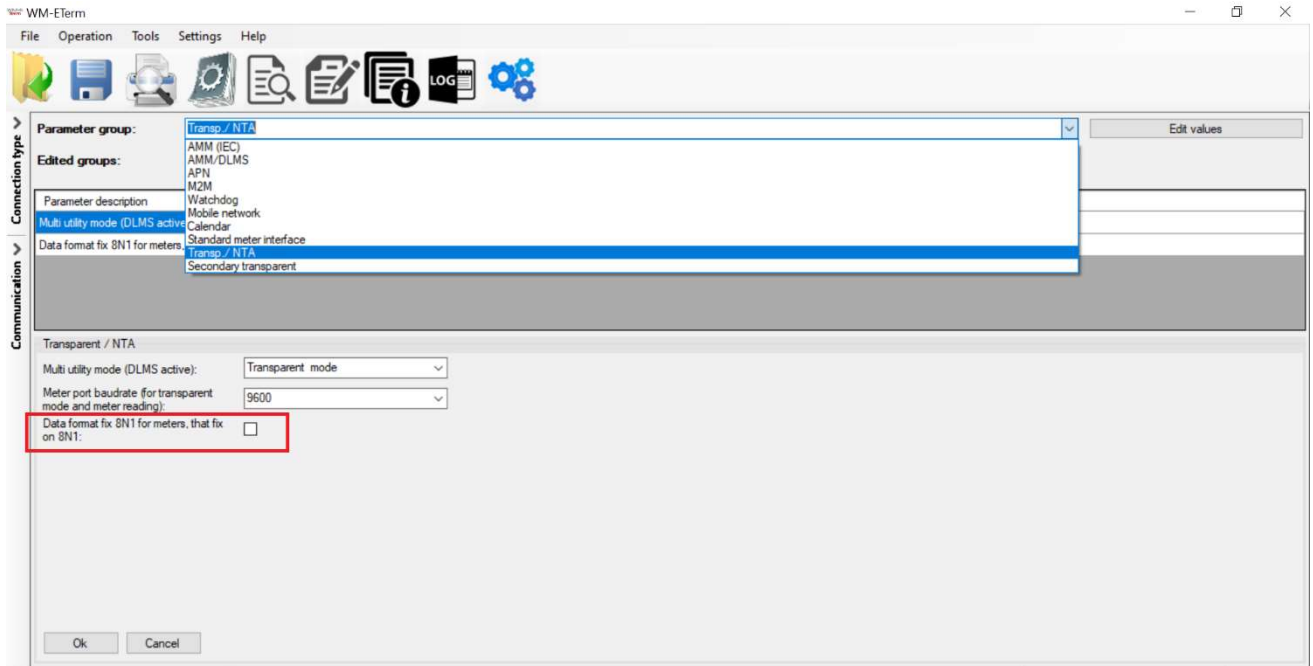 WM-ETerm
File Operation Tools Settings Help
LOG
Connection type
Communication
Parameter group:
Transp./ NTA
Edit values
Edited groups:
AMM (IEC)
AMM/DLMS
APN
M2M
Watchdog
Mobile network
Calendar
Standard meter interface
Transp./ NTA
Secondary transparent
Parameter description
Multi utility mode (DLMS active
Data format fix 8N1 for meters,
Transparent / NTA
Multi utility mode (DLMS active):
Transparent mode
Meter port baudrate (for transparent
mode and meter reading):
9600
Data format fix 8N1 for meters, that fix
on 8N1:
Ok Cancel